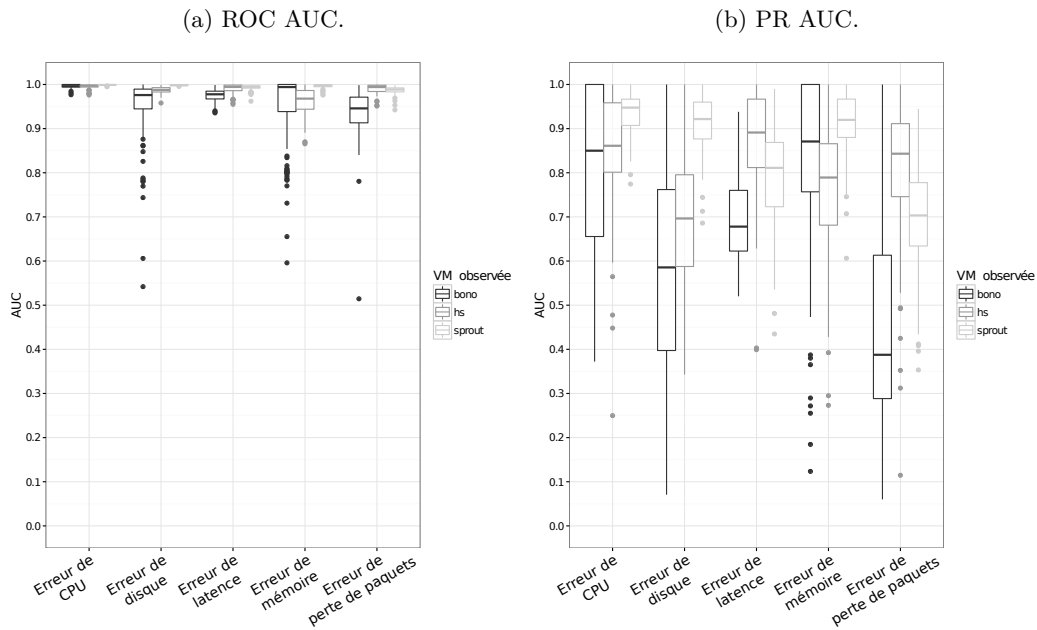 (a) ROC AUC.
1.0
0.9
0.8
0.7
0.6
0.5
0.4
0.3
0.2
0.1
0.0
AUC
Erreur de
CPU
Erreur de
disque
Erreur de
latence
Erreur de
mémoire
Erreur de
perte de paquets
VM observée
bono
hs
sprout
(b) PR AUC.
1.0
0.9
0.8
0.7
0.6
0.5
0.4
0.3
0.2
0.1
0.0
AUC
Erreur de
CPU
Erreur de
disque
Erreur de
latence
Erreur de
mémoire
Erreur de
perte de paquets
VM observée
bono
hs
sprout